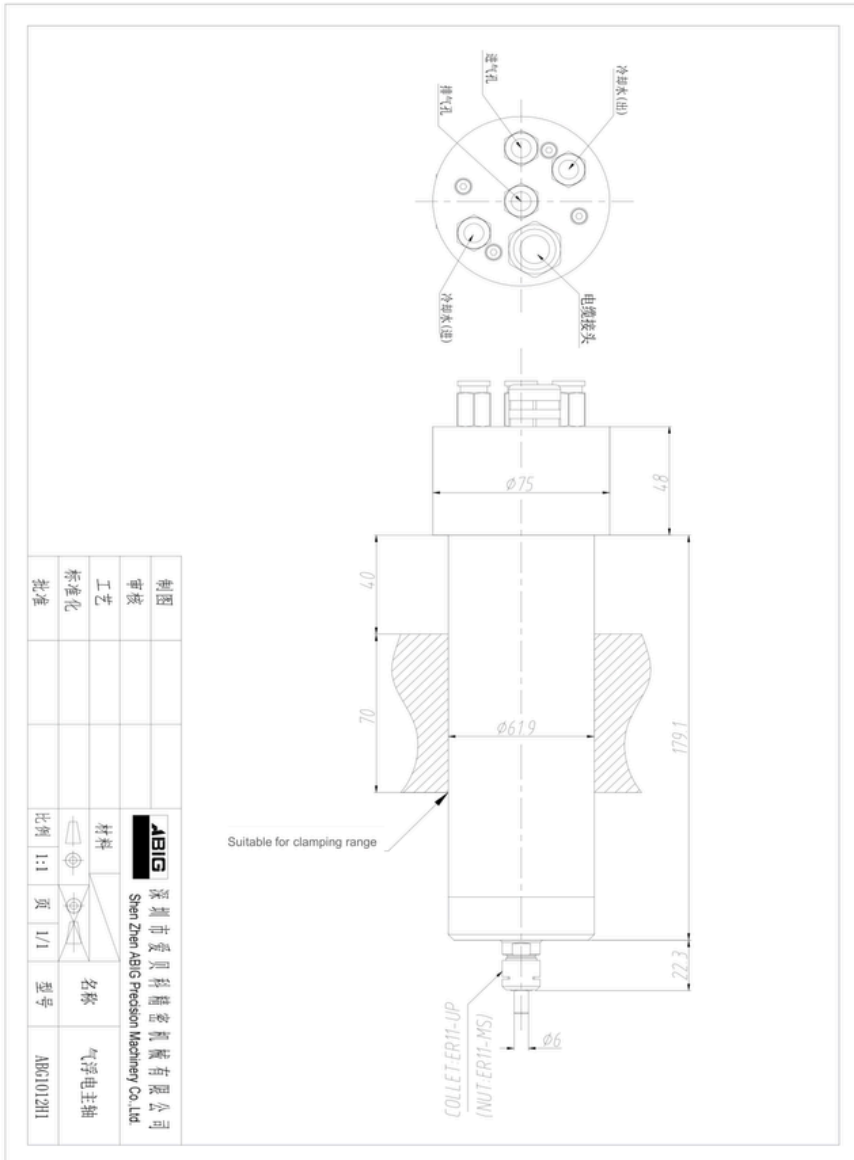 冷却水(出)
进气孔
排气孔
冷却水(进)
电缆接头
Φ75
48
40
70
Φ61.9
179.1
22.3
Φ6
Suitable for clamping range
COLLET:ER11-UP
(NUT:ER11-MS)
制图
审核
工艺
标准化
批准
ABIG
深圳市爱贝科精密机械有限公司
Shen Zhen ABIG Precision Machinery Co.,Ltd.
材料
名称
气浮电主轴
比例
1:1
页
1/1
型号
ABG1012H1